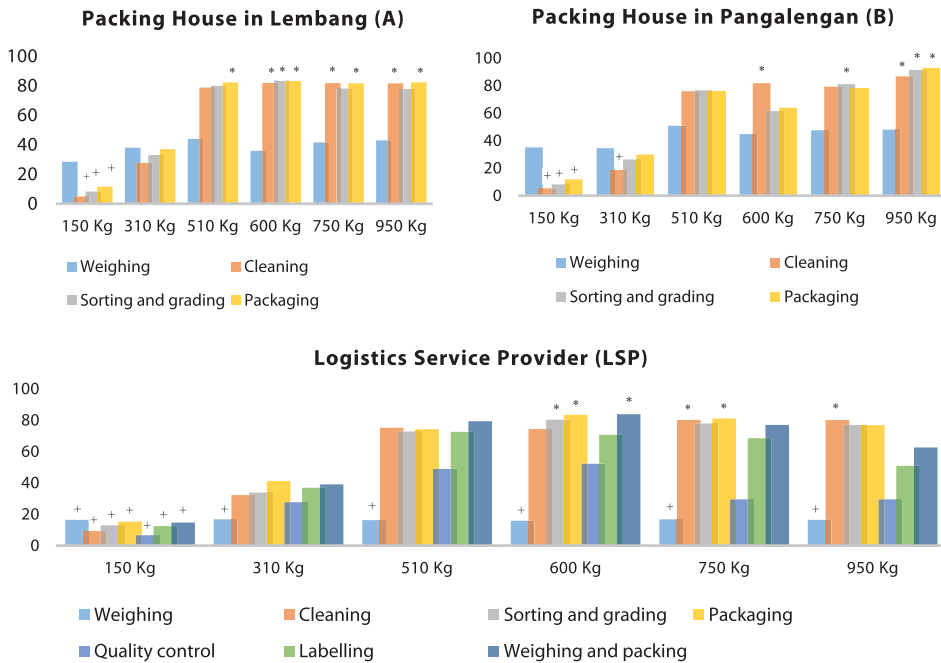 Packing House in Lembang (A)
100
80
60
40
20
0
* * * * * * * *
+ + +
150 Kg 310 Kg 510 Kg 600 Kg 750 Kg 950 Kg
Weighing Cleaning
Sorting and grading Packaging
Packing House in Pangalengan (B)
100
80
60
40
20
0
* * * * *
+ + + +
150 Kg 310 Kg 510 Kg 600 Kg 750 Kg 950 Kg
Weighing Cleaning
Sorting and grading Packaging
Logistics Service Provider (LSP)
100
80
60
40
20
0
* * * * * *
+ + + + + + + + + + + +
150 Kg 310 Kg 510 Kg 600 Kg 750 Kg 950 Kg
Weighing Cleaning Sorting and grading Packaging
Quality control Labelling Weighing and packing